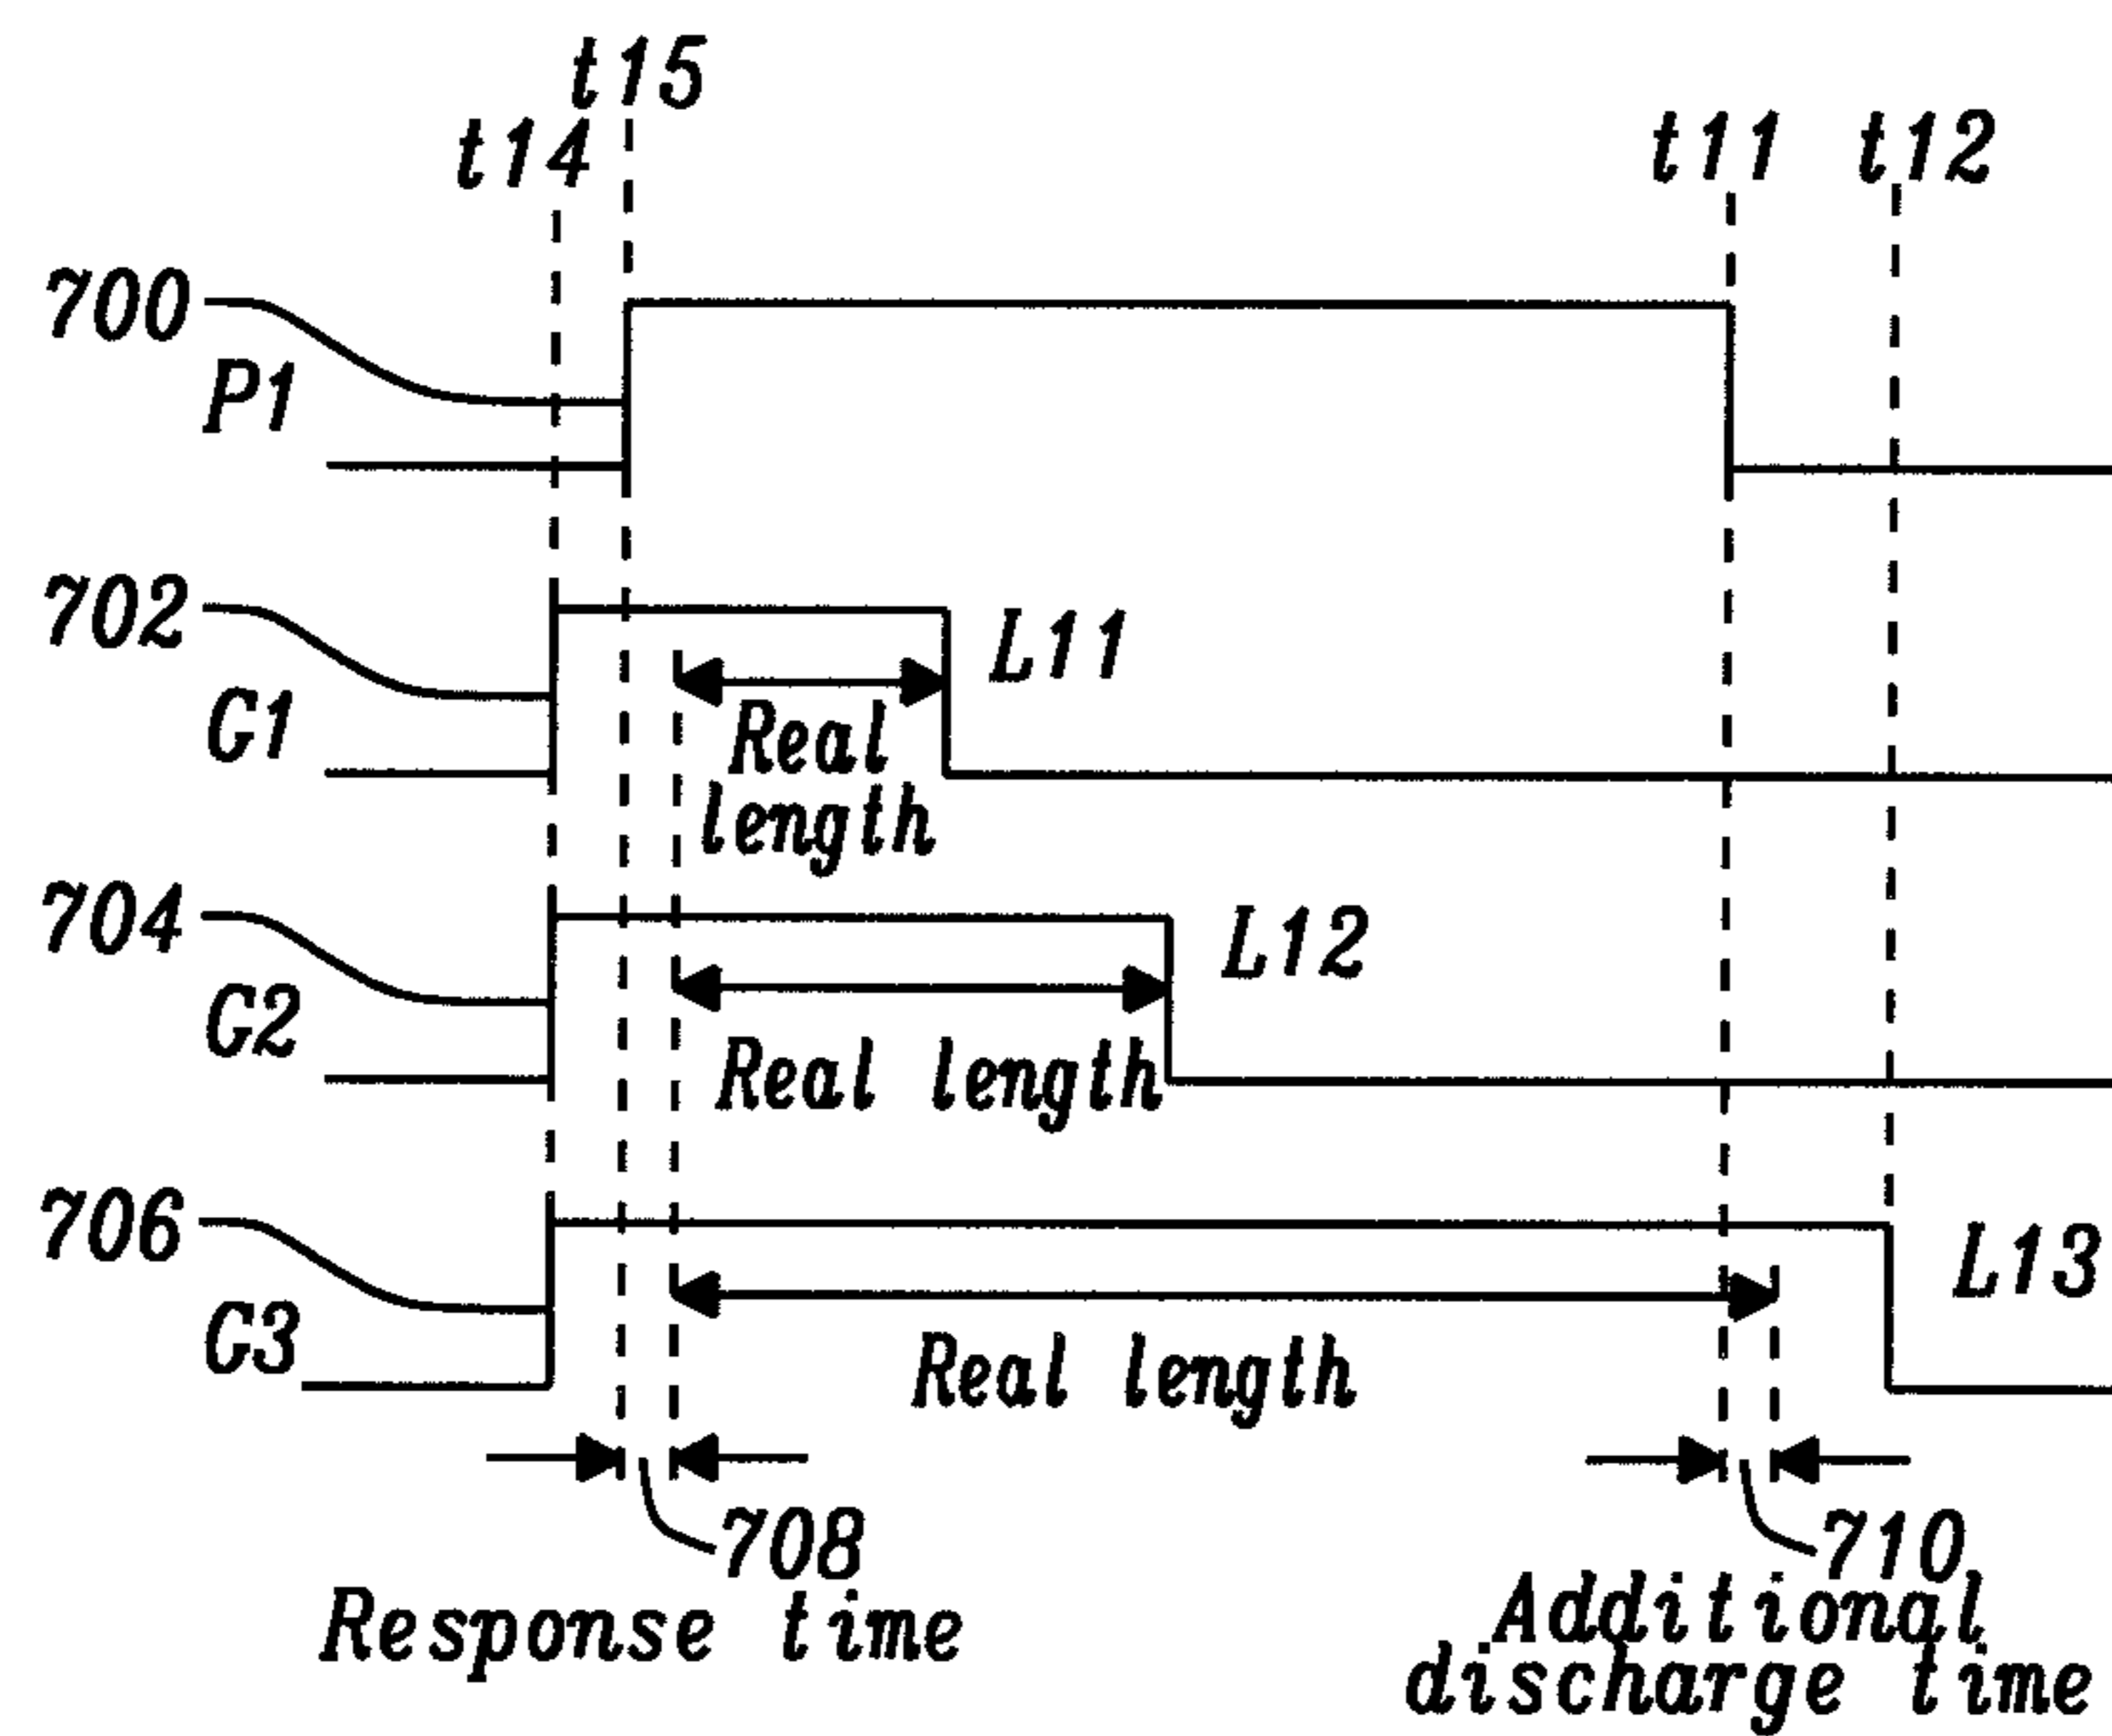 t15
t14
t11 t12
700
P1
702
L11
G1
Real
length
704
L12
G2
Real length
706
L13
G3
Real length
708
Response time
710
Additional
discharge time